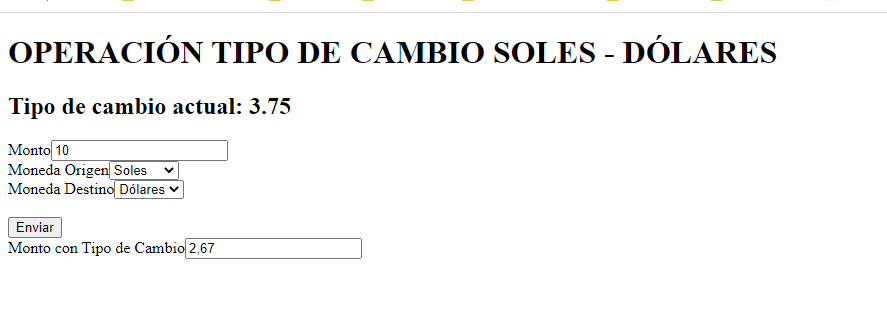 OPERACIÓN TIPO DE CAMBIO SOLES - DÓLARES
Tipo de cambio actual: 3.75
Monto 10
Moneda Origen Soles
Moneda Destino Dólares
Enviar
Monto con Tipo de Cambio 2,67